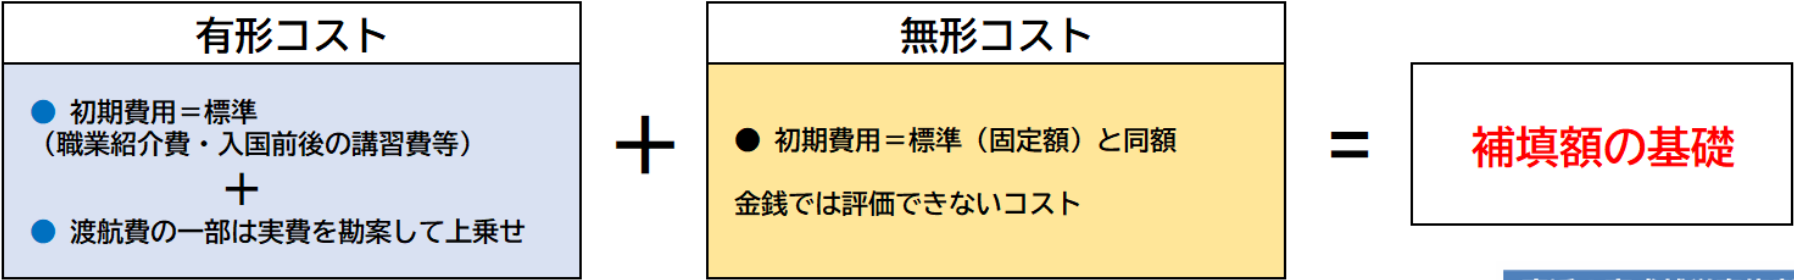 有形コスト
● 初期費用＝標準
（職業紹介費・入国前後の講習費等）
＋
● 渡航費の一部は実費を勘案して上乗せ
＋
無形コスト
● 初期費用＝標準（固定額）と同額
金銭では評価できないコスト
＝
補填額の基礎